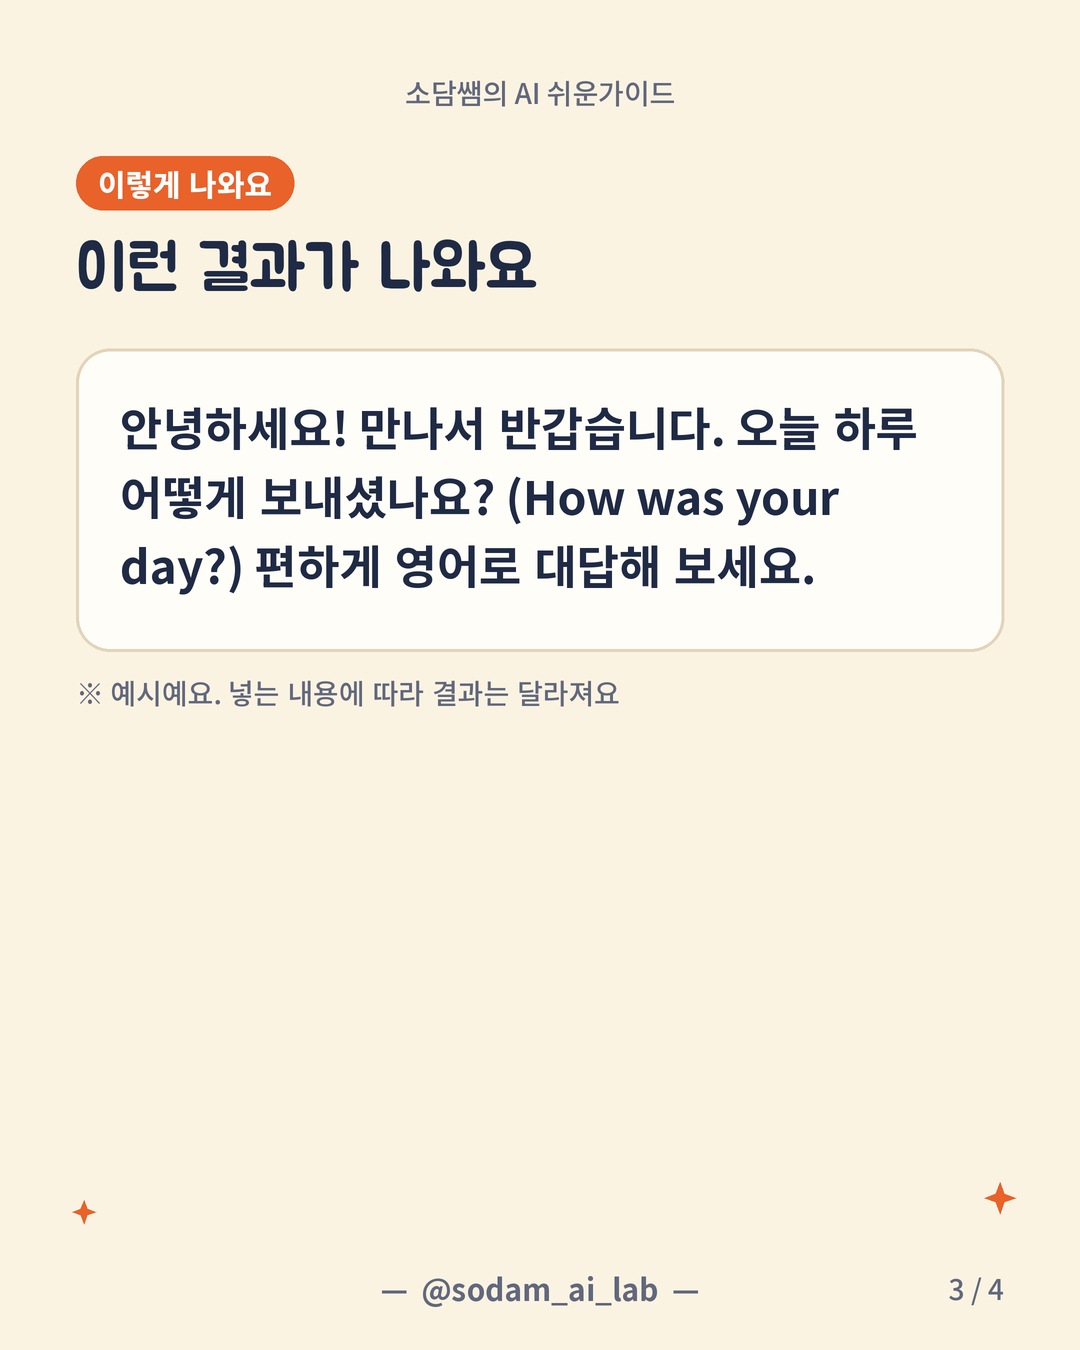 소담쌤의 AI 쉬운가이드
이렇게 나와요
이런 결과가 나와요
안녕하세요! 만나서 반갑습니다. 오늘 하루
어떻게 보내셨나요? (How was your
day?) 편하게 영어로 대답해 보세요.
※ 예시예요. 넣는 내용에 따라 결과는 달라져요
— @sodam_ai_lab —
3 / 4